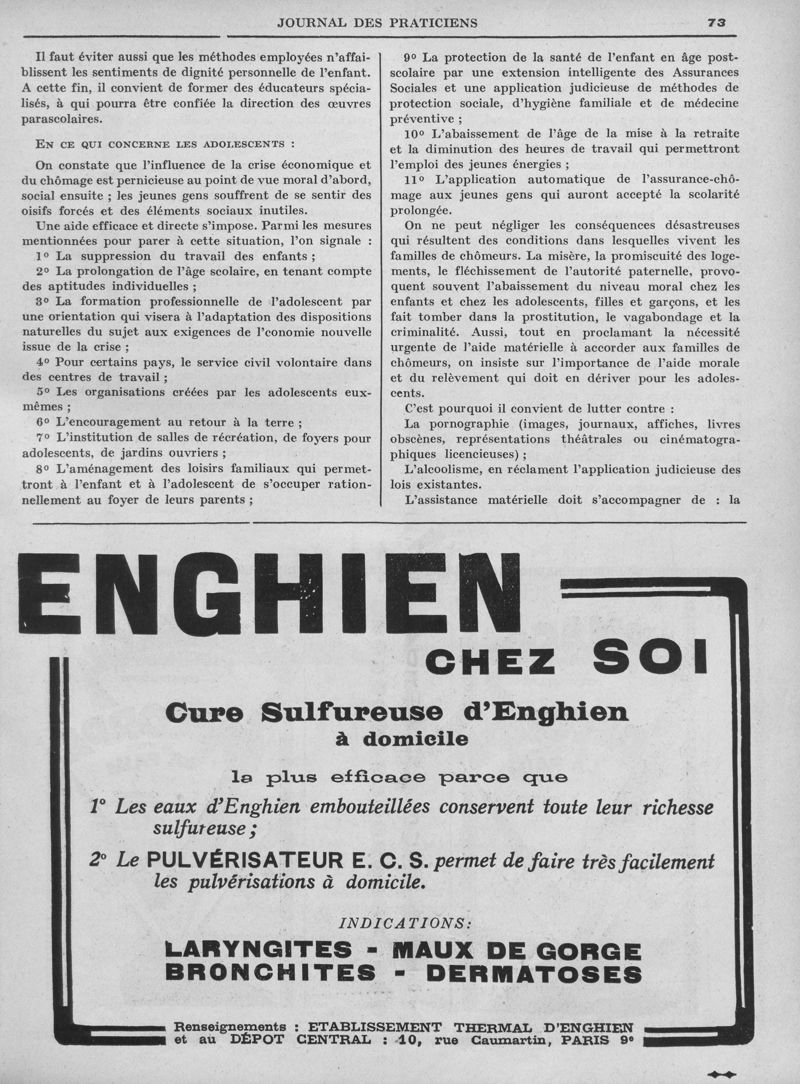 JOURNAL DES PRATICIENS 73
Il faut éviter aussi que les méthodes employées n'affai-
blissent les sentiments de dignité personnelle de l'enfant.
A cette fin, il convient de former des éducateurs spécia-
lisés, à qui pourra être confiée la direction des œuvres
parascolaires.
EN CE QUI CONCERNE LES ADOLESCENTS :
On constate que l'influence de la crise économique et
du chômage est pernicieuse au point de vue moral d'abord,
social ensuite ; les jeunes gens souffrent de se sentir des
oisifs forcés et des éléments sociaux inutiles.
Une aide efficace et directe s'impose. Parmi les mesures
mentionnées pour parer à cette situation, l'on signale :
1º La suppression du travail des enfants ;
2º La prolongation de l'âge scolaire, en tenant compte
des aptitudes individuelles ;
3º La formation professionnelle de l'adolescent par
une orientation qui visera à l'adaptation des dispositions
naturelles du sujet aux exigences de l'conomie nouvelle
issue de la crise ;
4º Pour certains pays, le service civil volontaire dans
des centres de travail ;
5º Les organisations créées par les adolescents eux-
mêmes ;
6º L'encouragement au retour à la terre ;
7º L'institution de salles de récréation, de foyers pour
adolescents, de jardins ouvriers ;
8º L'aménagement des loisirs familiaux qui permet-
tront à l'enfant et à l'adolescent de s'occuper ration-
nellement au foyer de leurs parents ;
9º La protection de la santé de l'enfant en âge post-
scolaire par une extension intelligente des Assurances
Sociales et une application judicieuse de méthodes de
protection sociale, d'hygiène familiale et de médecine
préventive ;
10º L'abaissement de l'âge de la mise à la retraite
et la diminution des heures de travail qui permettront
l'emploi des jeunes énergies ;
11º L'application automatique de l'assurance-chô-
mage aux jeunes gens qui auront accepté la scolarité
prolongée.
On ne peut négliger les conséquences désastreuses
qui résultent des conditions dans lesquelles vivent les
familles de chômeurs. La misère, la promiscuité des loge-
ments, le fléchissement de l'autorité paternelle, provo-
quent souvent l'abaissement du niveau moral chez les
enfants et chez les adolescents, filles et garçons, et les
fait tomber dans la prostitution, le vagabondage et la
criminalité. Aussi, tout en proclamant la nécessité
urgente de l'aide matérielle à accorder aux familles de
chômeurs, on insiste sur l'importance de l'aide morale
et du relèvement qui doit en dériver pour les adoles-
cents.
C'est pourquoi il convient de lutter contre :
La pornographie (images, journaux, affiches, livres
obscènes, représentations théâtrales ou cinématogra-
phiques licencieuses) ;
L'alcoolisme, en réclament l'application judicieuse des
lois existantes.
L'assistance matérielle doit s'accompagner de : la
ENGHIEN
CHEZ SOI
Cure Sulfureuse d'Enghien
à domicile
la plus efficace parce que
1º Les eaux d'Enghien embouteillées conservent toute leur richesse
sulfureuse ;
2º Le PULVÉRISATEUR E. C. S. permet de faire très facilement
les pulvérisations à domicile.
INDICATIONS:
LARYNGITES - MAUX DE GORGE
BRONCHITES - DERMATOSES
Renseignements : ETABLISSEMENT THERMAL D'ENGHIEN
et au DÉPOT CENTRAL : 10, rue Caumartin, PARIS 9e